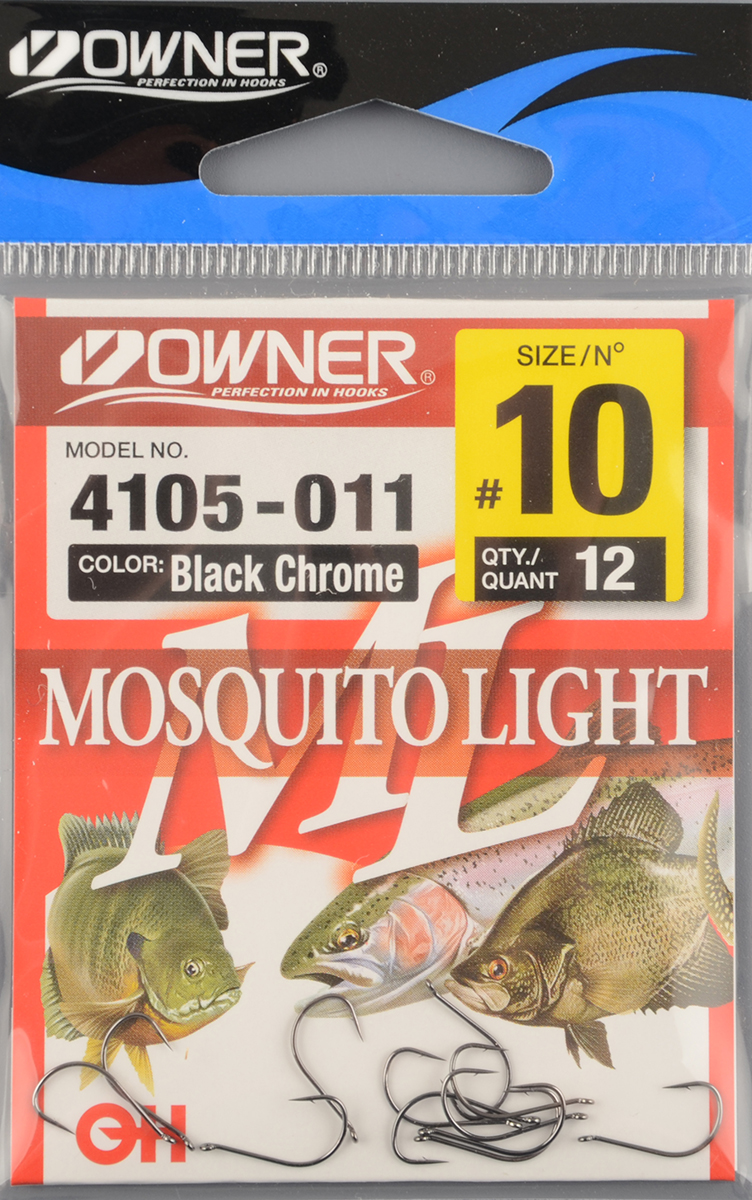 OWNER®
PERFECTION IN HOOKS
OWNER®
PERFECTION IN HOOKS
SIZE/Nº
#10
MODEL NO.
4105-011
COLOR: Black Chrome
QTY./
QUANT 12
ML
MOSQUITO LIGHT